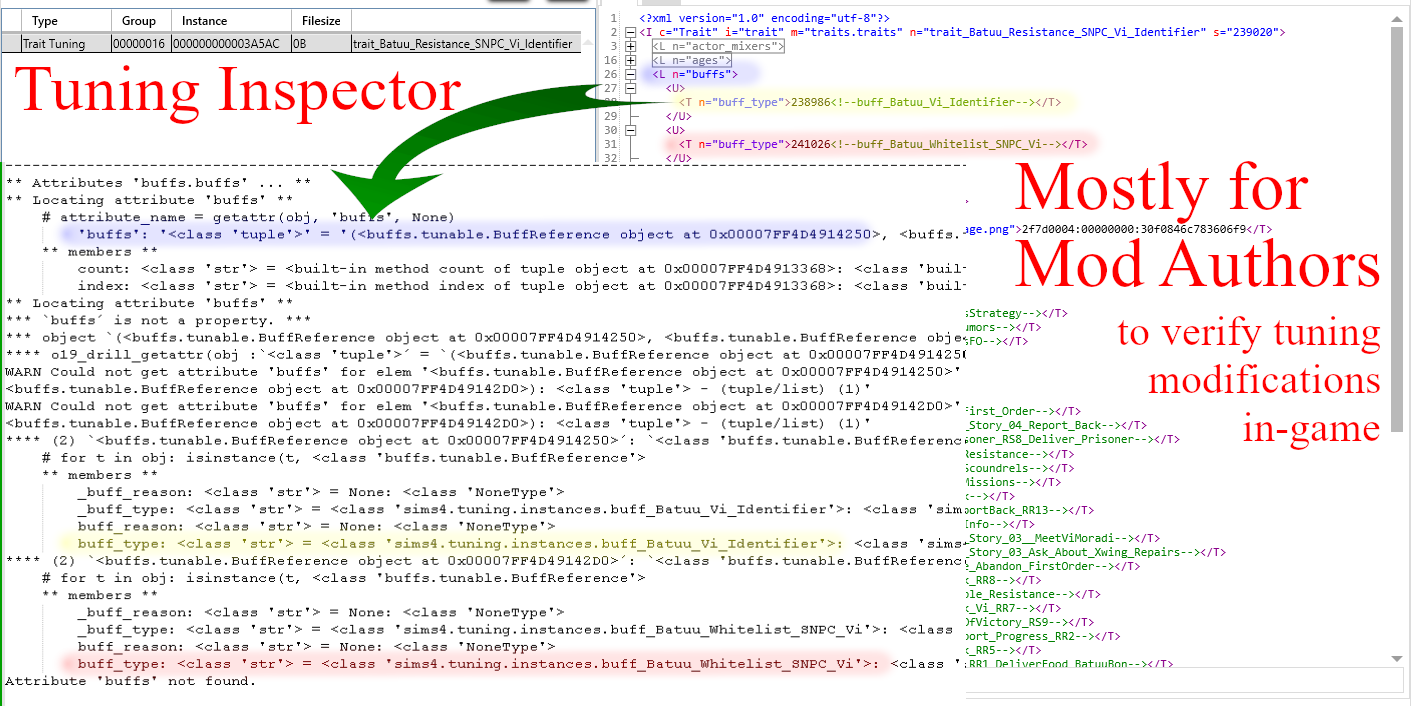 Type Group Instance Filesize
Trait Tuning 00000016 000000000003A5AC 0B trait_Batuu_Resistance_SNPC_Vi_Identifier
Tuning Inspector
1 <?xml version="1.0" encoding="utf-8"?>
2 <I c="Trait" i="trait" m="traits.traits" n="trait_Batuu_Resistance_SNPC_Vi_Identifier" s="239020">
3 <L n="actor_mixers">
16 <L n="ages">
26 <L n="buffs">
27 <U>
28 <T n="buff_type">238986<!--buff_Batuu_Vi_Identifier--></T>
29 </U>
30 <U>
31 <T n="buff_type">241026<!--buff_Batuu_Whitelist_SNPC_Vi--></T>
32 </U>
** Attributes 'buffs.buffs' ... **
** Locating attribute 'buffs' **
# attribute_name = getattr(obj, 'buffs', None)
'buffs': '<class 'tuple'>' = '(<buffs.tunable.BuffReference object at 0x00007FF4D4914250>, <buffs.
** members **
count: <class 'str'> = <built-in method count of tuple object at 0x00007FF4D4913368>: <class 'buil
index: <class 'str'> = <built-in method index of tuple object at 0x00007FF4D4913368>: <class 'buil
** Locating attribute 'buffs' **
*** `buffs´ is not a property. ***
*** object `(<buffs.tunable.BuffReference object at 0x00007FF4D4914250>, <buffs.tunable.BuffReference obje
**** o19_drill_getattr(obj :`<class 'tuple'>´ = `(<buffs.tunable.BuffReference object at 0x00007FF4D491425
WARN Could not get attribute 'buffs' for elem '<buffs.tunable.BuffReference object at 0x00007FF4D4914250>'
<buffs.tunable.BuffReference object at 0x00007FF4D49142D0>): <class 'tuple'> - (tuple/list) (1)'
WARN Could not get attribute 'buffs' for elem '<buffs.tunable.BuffReference object at 0x00007FF4D49142D0>'
<buffs.tunable.BuffReference object at 0x00007FF4D49142D0>): <class 'tuple'> - (tuple/list) (1)'
**** (2) `<buffs.tunable.BuffReference object at 0x00007FF4D4914250>´: `<class 'buffs.tunable.BuffReferenc
# for t in obj: isinstance(t, <class 'buffs.tunable.BuffReference'>
** members **
_buff_reason: <class 'str'> = None: <class 'NoneType'>
_buff_type: <class 'str'> = <class 'sims4.tuning.instances.buff_Batuu_Vi_Identifier'>: <class 'sim
buff_reason: <class 'str'> = None: <class 'NoneType'>
buff_type: <class 'str'> = <class 'sims4.tuning.instances.buff_Batuu_Vi_Identifier'>: <class 'sims
**** (2) `<buffs.tunable.BuffReference object at 0x00007FF4D49142D0>´: `<class 'buffs.tunable.BuffReferenc
# for t in obj: isinstance(t, <class 'buffs.tunable.BuffReference'>
** members **
_buff_reason: <class 'str'> = None: <class 'NoneType'>
_buff_type: <class 'str'> = <class 'sims4.tuning.instances.buff_Batuu_Whitelist_SNPC_Vi'>: <class
buff_reason: <class 'str'> = None: <class 'NoneType'>
buff_type: <class 'str'> = <class 'sims4.tuning.instances.buff_Batuu_Whitelist_SNPC_Vi'>: <class '
Attribute 'buffs' not found.
Mostly for
age.png">2f7d0004:00000000:30f0846c783606f9</T>
Mod Authors
sStrategy--></T>
umors--></T>
FO--></T>
to verify tuning
modifications
in-game
First_Order--></T>
_Story_04_Report_Back--></T>
soner_RS8_Deliver_Prisoner--></T>
Resistance--></T>
Scoundrels--></T>
Missions--></T>
k--></T>
portBack_RR13--></T>
Info--></T>
_Story_03__MeetViMoradi--></T>
_Story_03_Ask_About_Xwing_Repairs--></T>
e_Abandon_FirstOrder--></T>
k_RR8--></T>
ple_Resistance--></T>
k_Vi_RR7--></T>
OfVictory_RS9--></T>
port_Progress_RR2--></T>
k_RR5--></T>
_RR1_DeliverFood_BatuuBon--></T>